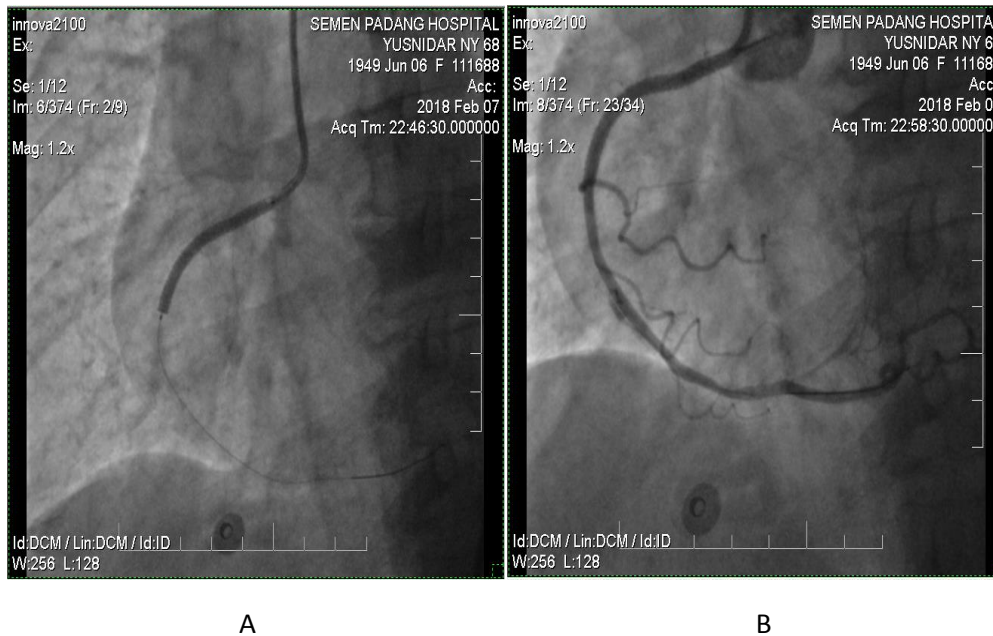 innova2100
Ex:
Se: 1/12
Im: 6/374 (Fr: 2/9)
Mag: 1.2x
SEMEN PADANG HOSPITAL
YUSNIDAR NY 68
1949 Jun 06 F 111688
Acc:
2018 Feb 07
Acq Tm: 22:46:30.000000
Id:DCM / Lin:DCM / Id:ID
W:256 L:128
innova2100
Ex:
Se: 1/12
Im: 8/374 (Fr: 23/34)
Mag: 1.2x
SEMEN PADANG HOSPITA
YUSNIDAR NY 6
1949 Jun 06 F 11168
Acc
2018 Feb 0
Acq Tm: 22:58:30.00000
Id:DCM / Lin:DCM / Id:ID
W:256 L:128
A
B